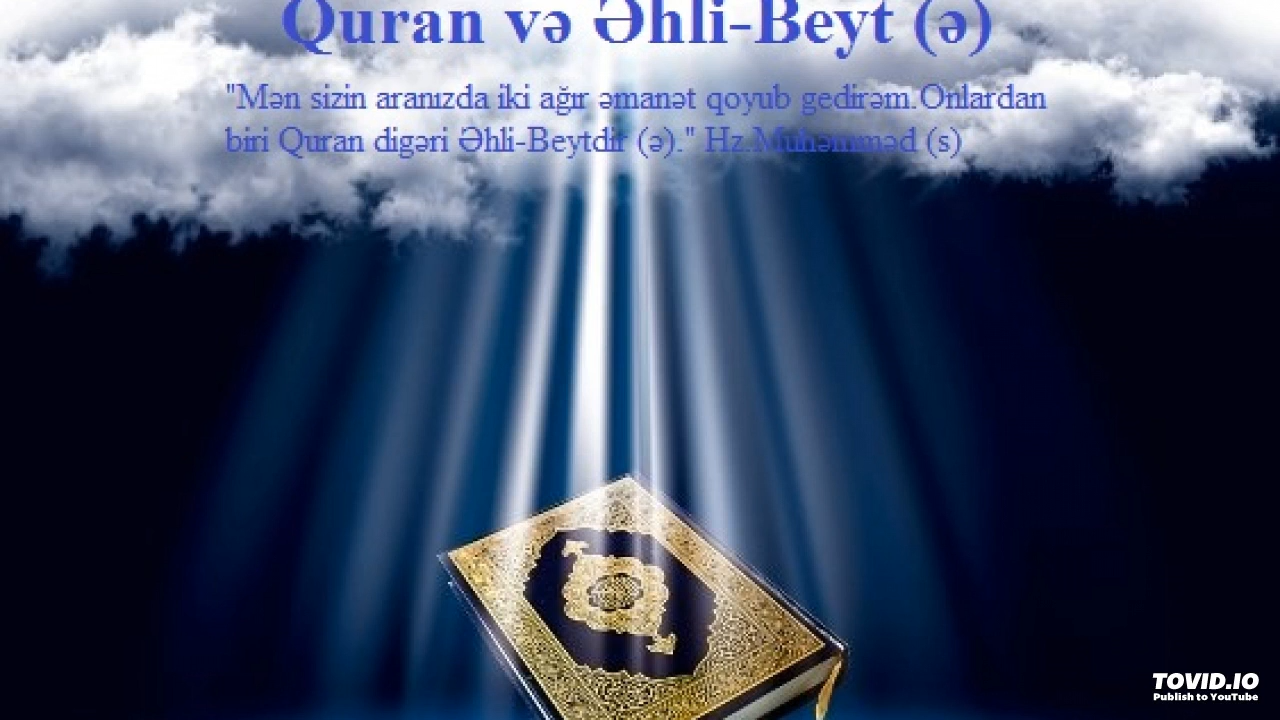 Quran və Əhli-Beyt (ə)
"Mən sizin aranızda iki ağır əmanət qoyub gedirəm.Onlardan
biri Quran digəri Əhli-Beytdir (ə)." Hz.Muhəmməd (s)
TOVID.IO
Publish to YouTube